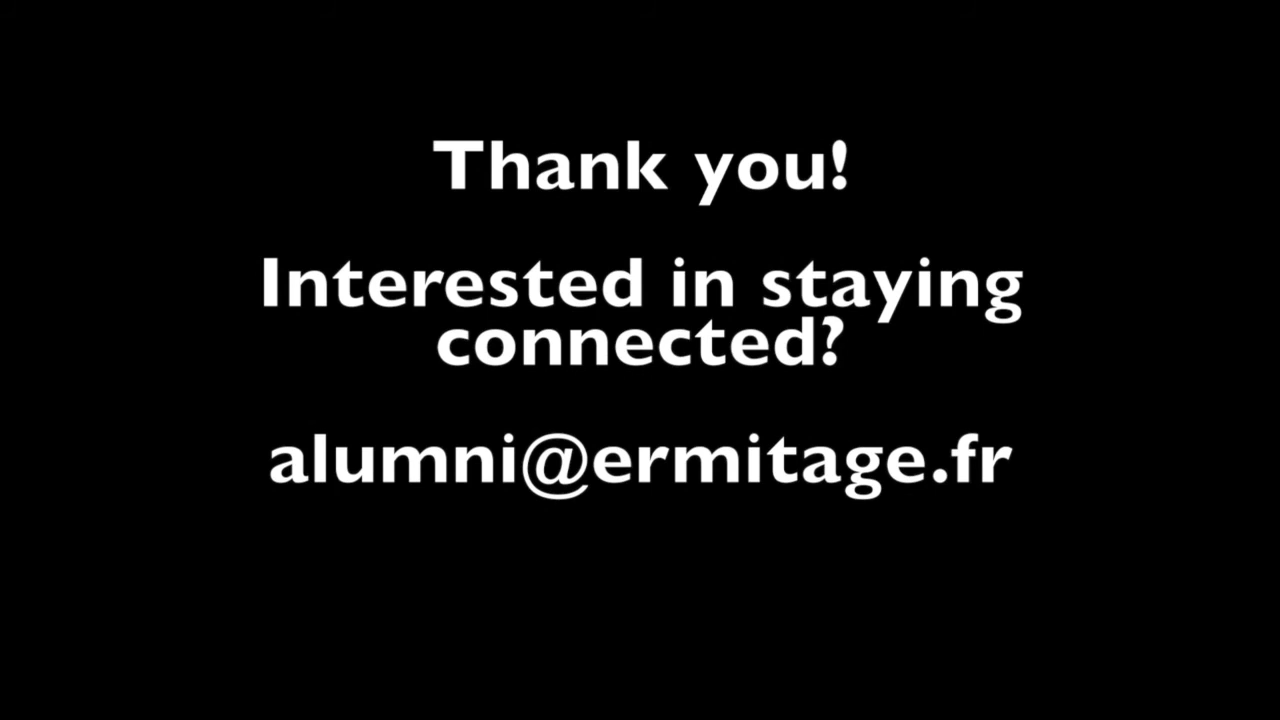 Thank you!
Interested in staying
connected?
alumni@ermitage.fr